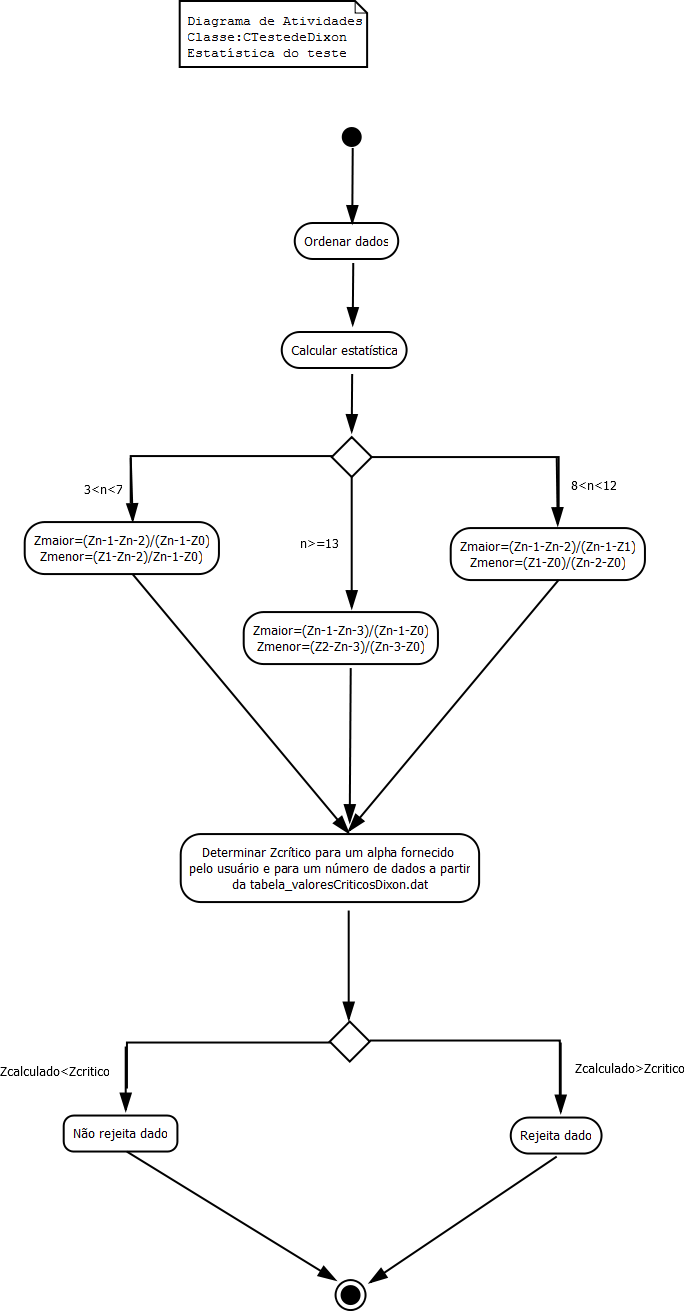 Diagrama de Atividades
Classe:CTestedeDixon
Estatística do teste
Ordenar dados
Calcular estatística
3<n<7
8<n<12
n>=13
Zmaior=(Zn-1-Zn-2)/(Zn-1-Z0)
Zmenor=(Z1-Zn-2)/Zn-1-Z0)
Zmaior=(Zn-1-Zn-2)/(Zn-1-Z1)
Zmenor=(Z1-Z0)/(Zn-2-Z0)
Zmaior=(Zn-1-Zn-3)/(Zn-1-Z0)
Zmenor=(Z2-Zn-3)/(Zn-3-Z0)
Determinar Zcrítico para um alpha fornecido
pelo usuário e para um número de dados a partir
da tabela_valoresCriticosDixon.dat
Zcalculado<Zcritico
Zcalculado>Zcritico
Não rejeita dado
Rejeita dado